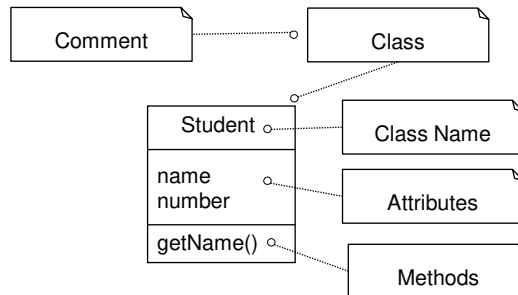 Comment
Class
Student
Class Name
name
number
Attributes
getName()
Methods